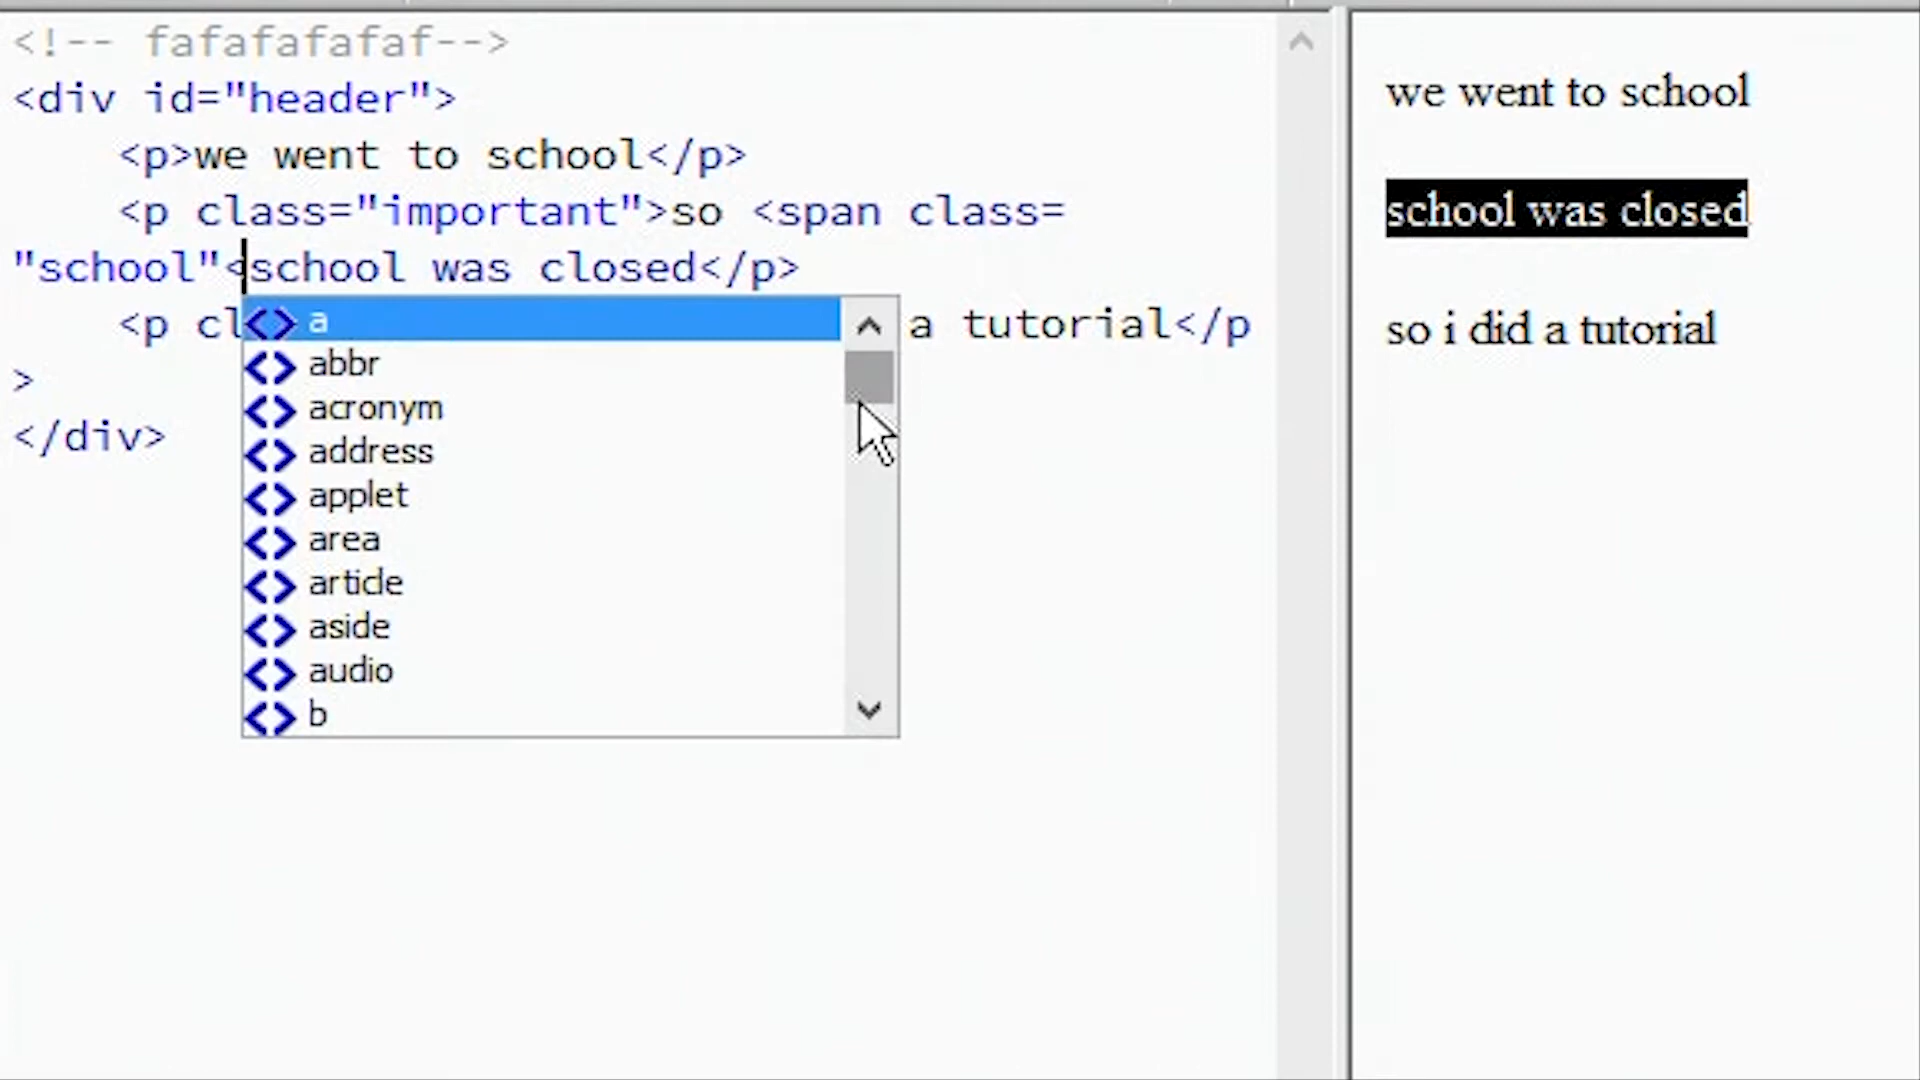 <!-- fafafafafaf-->
<div id="header">
<p>we went to school</p>
<p class="important">so <span class=
"school"<school was closed</p>
<p cl a tutorial</p
>
</div>
a
abbr
acronym
address
applet
area
article
aside
audio
b
we went to school
school was closed
so i did a tutorial